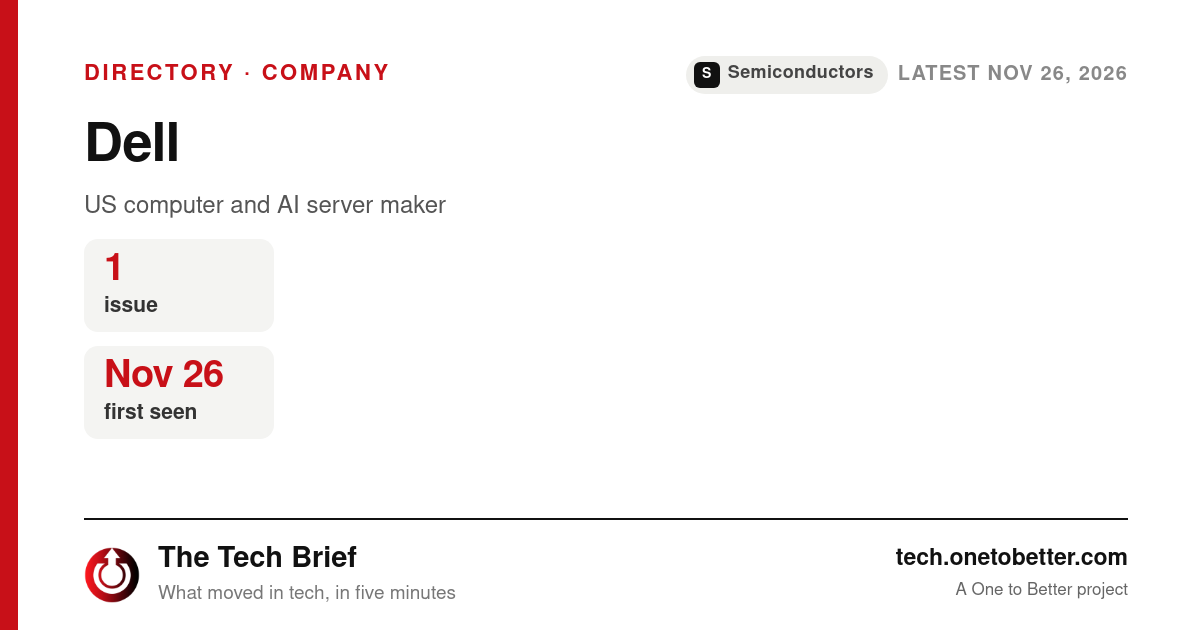 DIRECTORY · COMPANY
S Semiconductors LATEST NOV 26, 2026
Dell
US computer and AI server maker
1
issue
Nov 26
first seen
The Tech Brief
What moved in tech, in five minutes
tech.onetobetter.com
A One to Better project